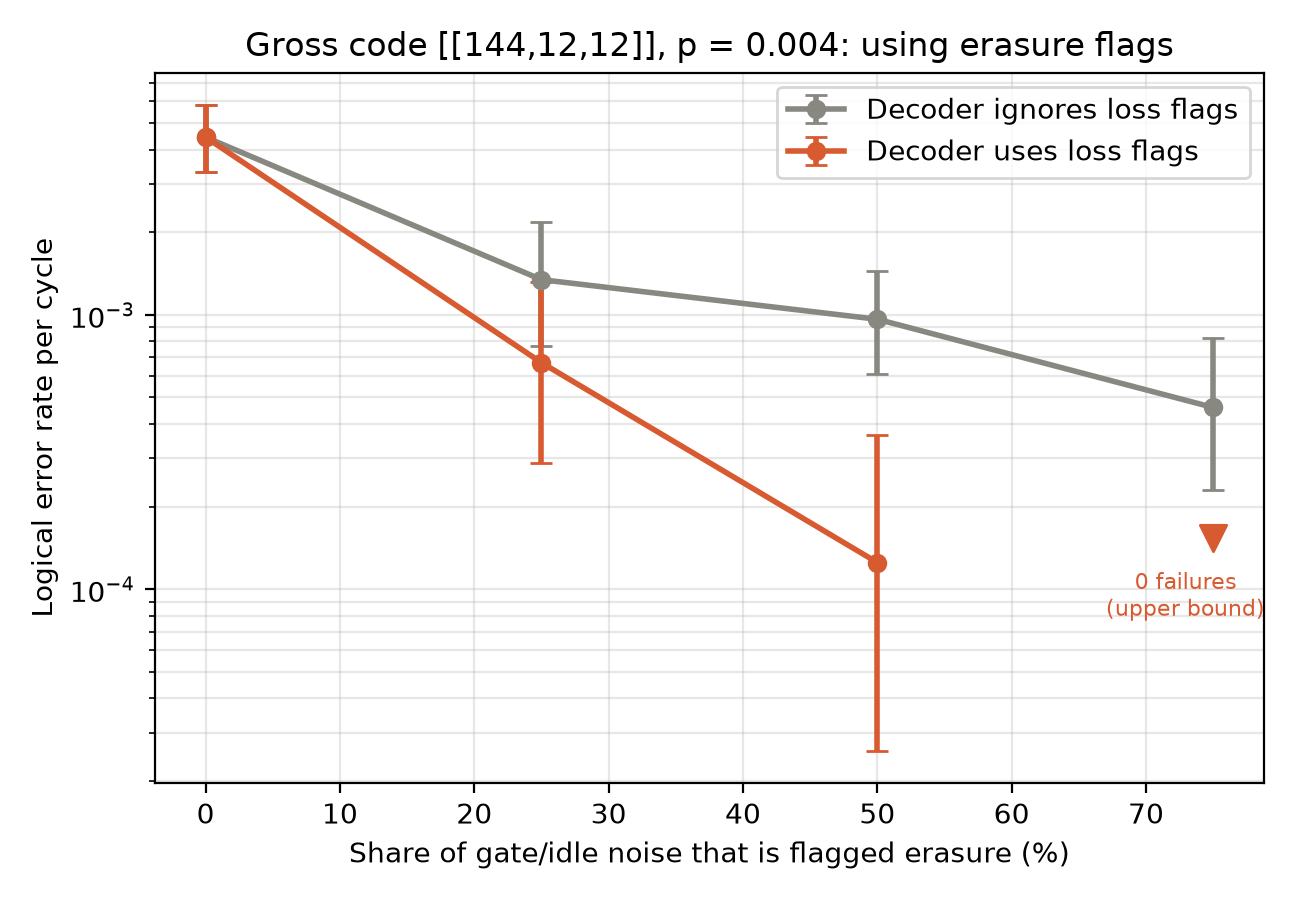 Gross code [[144,12,12]], p = 0.004: using erasure flags
Decoder ignores loss flags
Decoder uses loss flags
Logical error rate per cycle
10⁻³
10⁻⁴
0 failures
(upper bound)
0 10 20 30 40 50 60 70
Share of gate/idle noise that is flagged erasure (%)